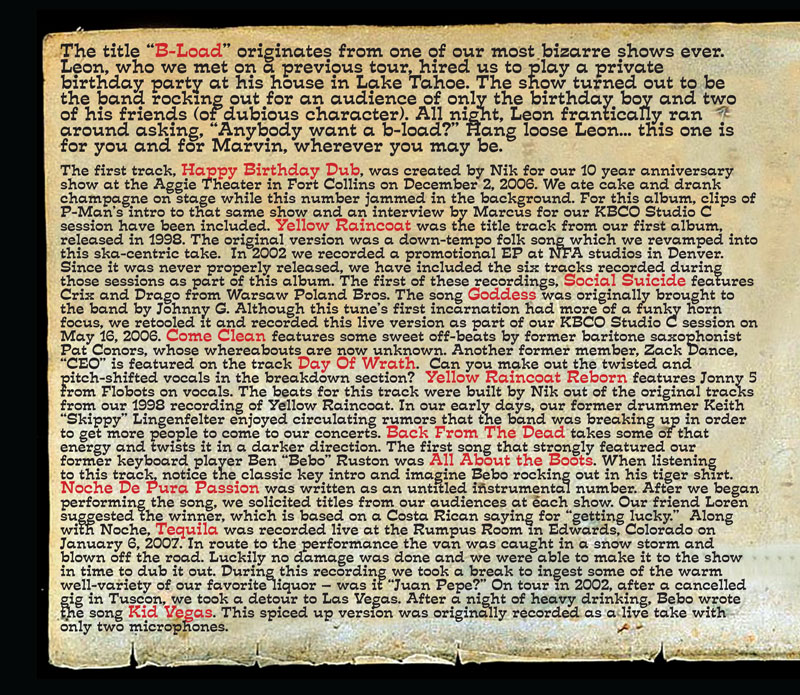 The title “B-Load” originates from one of our most bizarre shows ever.
Leon, who we met on a previous tour, hired us to play a private
birthday party at his house in Lake Tahoe. The show turned out to be
the band rocking out for an audience of only the birthday boy and two
of his friends (of dubious character). All night, Leon frantically ran
around asking, “Anybody want a b-load?” Hang loose Leon... this one is
for you and for Marvin, wherever you may be.
The first track, Happy Birthday Dub, was created by Nik for our 10 year anniversary
show at the Aggie Theater in Fort Collins on December 2, 2006. We ate cake and drank
champagne on stage while this number jammed in the background. For this album, clips of
P-Man’s intro to that same show and an interview by Marcus for our KBCO Studio C
session have been included. Yellow Raincoat was the title track from our first album,
released in 1998. The original version was a down-tempo folk song which we revamped into
this ska-centric take.  In 2002 we recorded a promotional EP at NFA studios in Denver.
Since it was never properly released, we have included the six tracks recorded during
those sessions as part of this album. The first of these recordings, Social Suicide features
Crix and Drago from Warsaw Poland Bros. The song Goddess was originally brought to
the band by Johnny G. Although this tune’s first incarnation had more of a funky horn
focus, we retooled it and recorded this live version as part of our KBCO Studio C session on
May 16, 2006. Come Clean features some sweet off-beats by former baritone saxophonist
Pat Conors, whose whereabouts are now unknown. Another former member, Zack Dance,
“CEO” is featured on the track Day Of Wrath.  Can you make out the twisted and
pitch-shifted vocals in the breakdown section?  Yellow Raincoat Reborn features Jonny 5
from Flobots on vocals. The beats for this track were built by Nik out of the original tracks
from our 1998 recording of Yellow Raincoat. In our early days, our former drummer Keith
“Skippy” Lingenfelter enjoyed circulating rumors that the band was breaking up in order
to get more people to come to our concerts. Back From The Dead takes some of that
energy and twists it in a darker direction. The first song that strongly featured our
former keyboard player Ben “Bebo” Ruston was All About the Boots. When listening
to this track, notice the classic key intro and imagine Bebo rocking out in his tiger shirt.
Noche De Pura Passion was written as an untitled instrumental number. After we began
performing the song, we solicited titles from our audiences at each show. Our friend Loren
suggested the winner, which is based on a Costa Rican saying for “getting lucky.”  Along
with Noche, Tequila was recorded live at the Rumpus Room in Edwards, Colorado on
January 6, 2007. In route to the performance the van was caught in a snow storm and
blown off the road. Luckily no damage was done and we were able to make it to the show
in time to dub it out. During this recording we took a break to ingest some of the warm
well-variety of our favorite liquor – was it “Juan Pepe?” On tour in 2002, after a cancelled
gig in Tuscon, we took a detour to Las Vegas. After a night of heavy drinking, Bebo wrote
the song Kid Vegas. This spiced up version was originally recorded as a live take with
only two microphones.